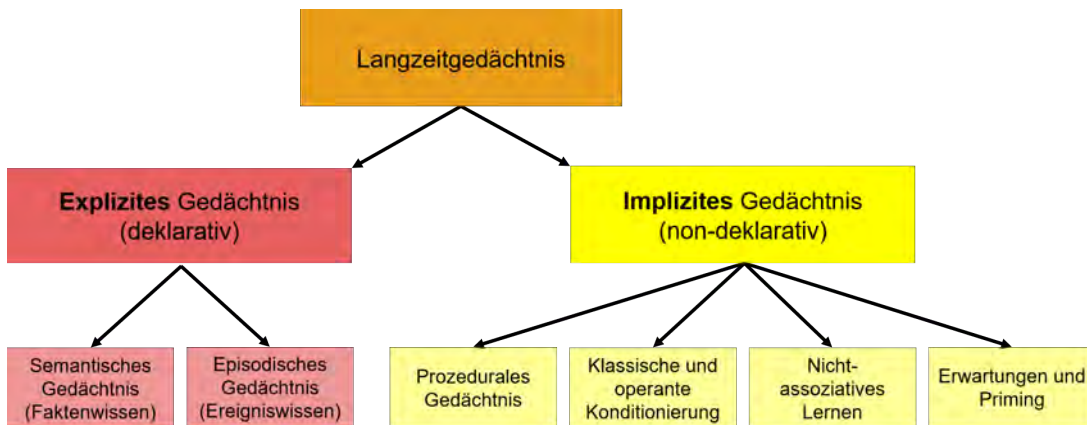 Langzeitgedächtnis
Explizites Gedächtnis
(deklarativ)
Implizites Gedächtnis
(non-deklarativ)
Semantisches
Gedächtnis
(Faktenwissen)
Episodisches
Gedächtnis
(Ereigniswissen)
Prozedurales
Gedächtnis
Klassische und
operante
Konditionierung
Nicht-
assoziatives
Lernen
Erwartungen und
Priming